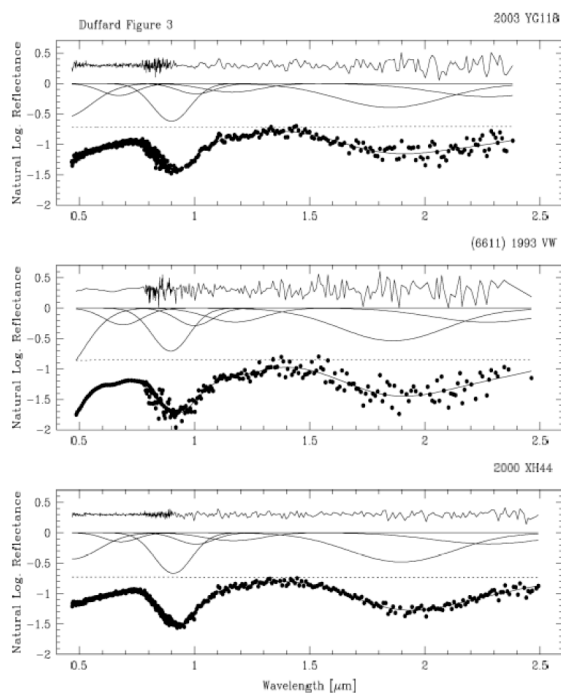 Duffard Figure 3
2003 YG118
Natural Log. Reflectance
0.5
0
−0.5
−1
−1.5
−2
0.5 1 1.5 2 2.5
(6611) 1993 VW
Natural Log. Reflectance
0.5
0
−0.5
−1
−1.5
−2
0.5 1 1.5 2 2.5
2000 XH44
Natural Log. Reflectance
0.5
0
−0.5
−1
−1.5
−2
0.5 1 1.5 2 2.5
Wavelength [μm]